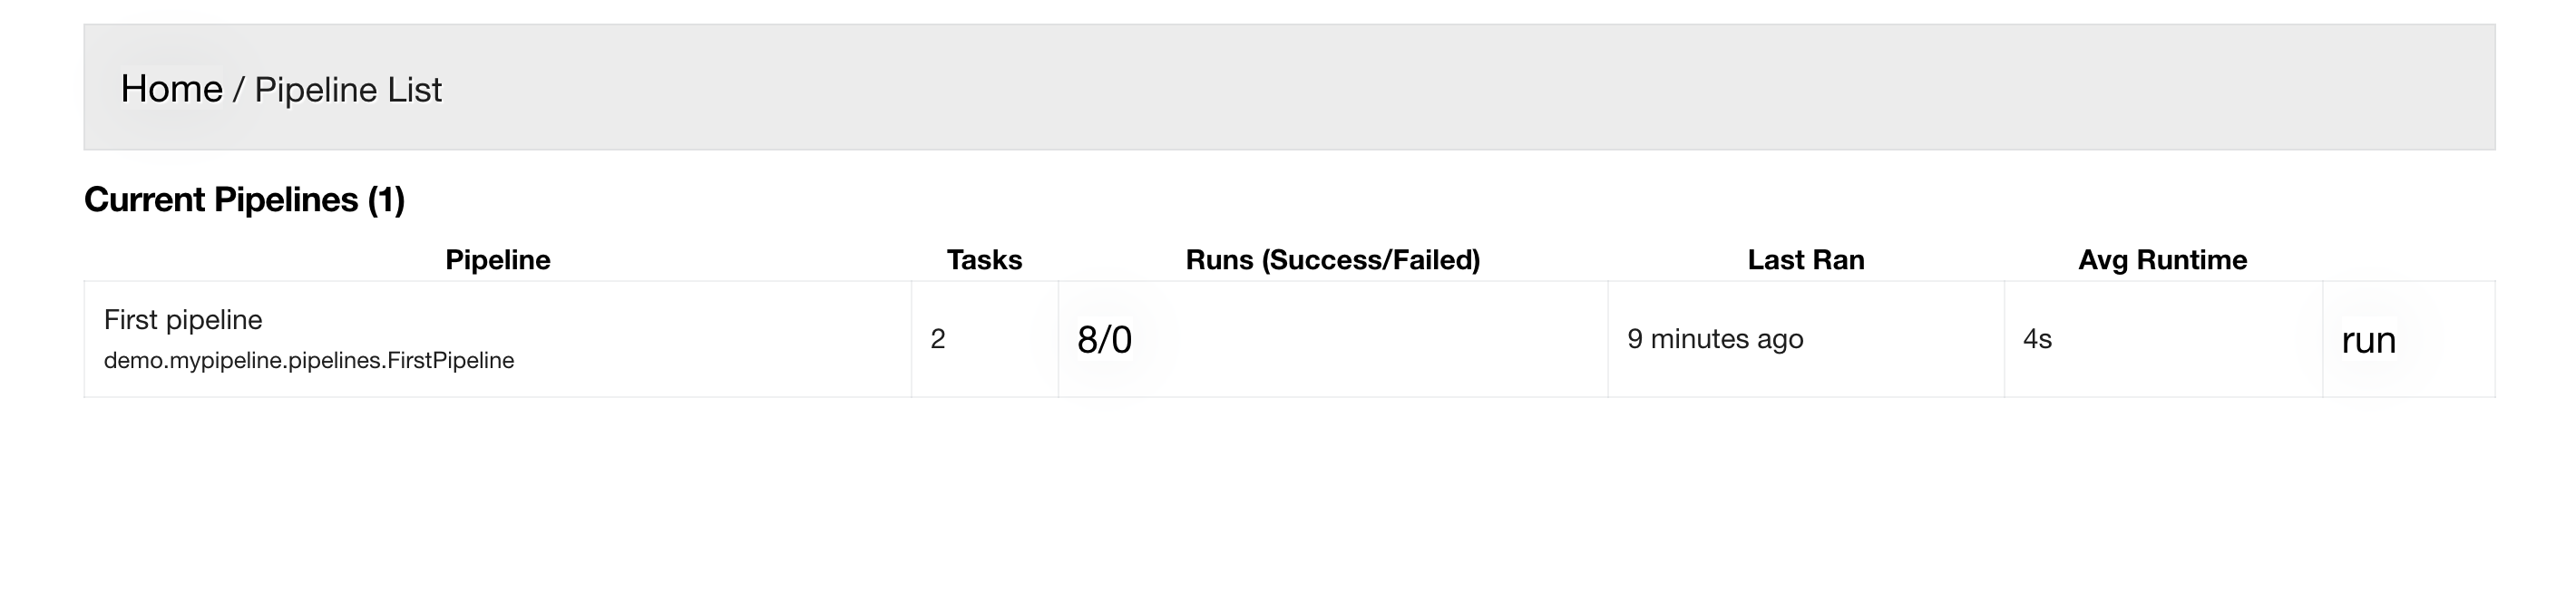 Home / Pipeline List
Current Pipelines (1)
Pipeline Tasks Runs (Success/Failed) Last Ran Avg Runtime
First pipeline
demo.mypipeline.pipelines.FirstPipeline
2 8/0 9 minutes ago 4s run